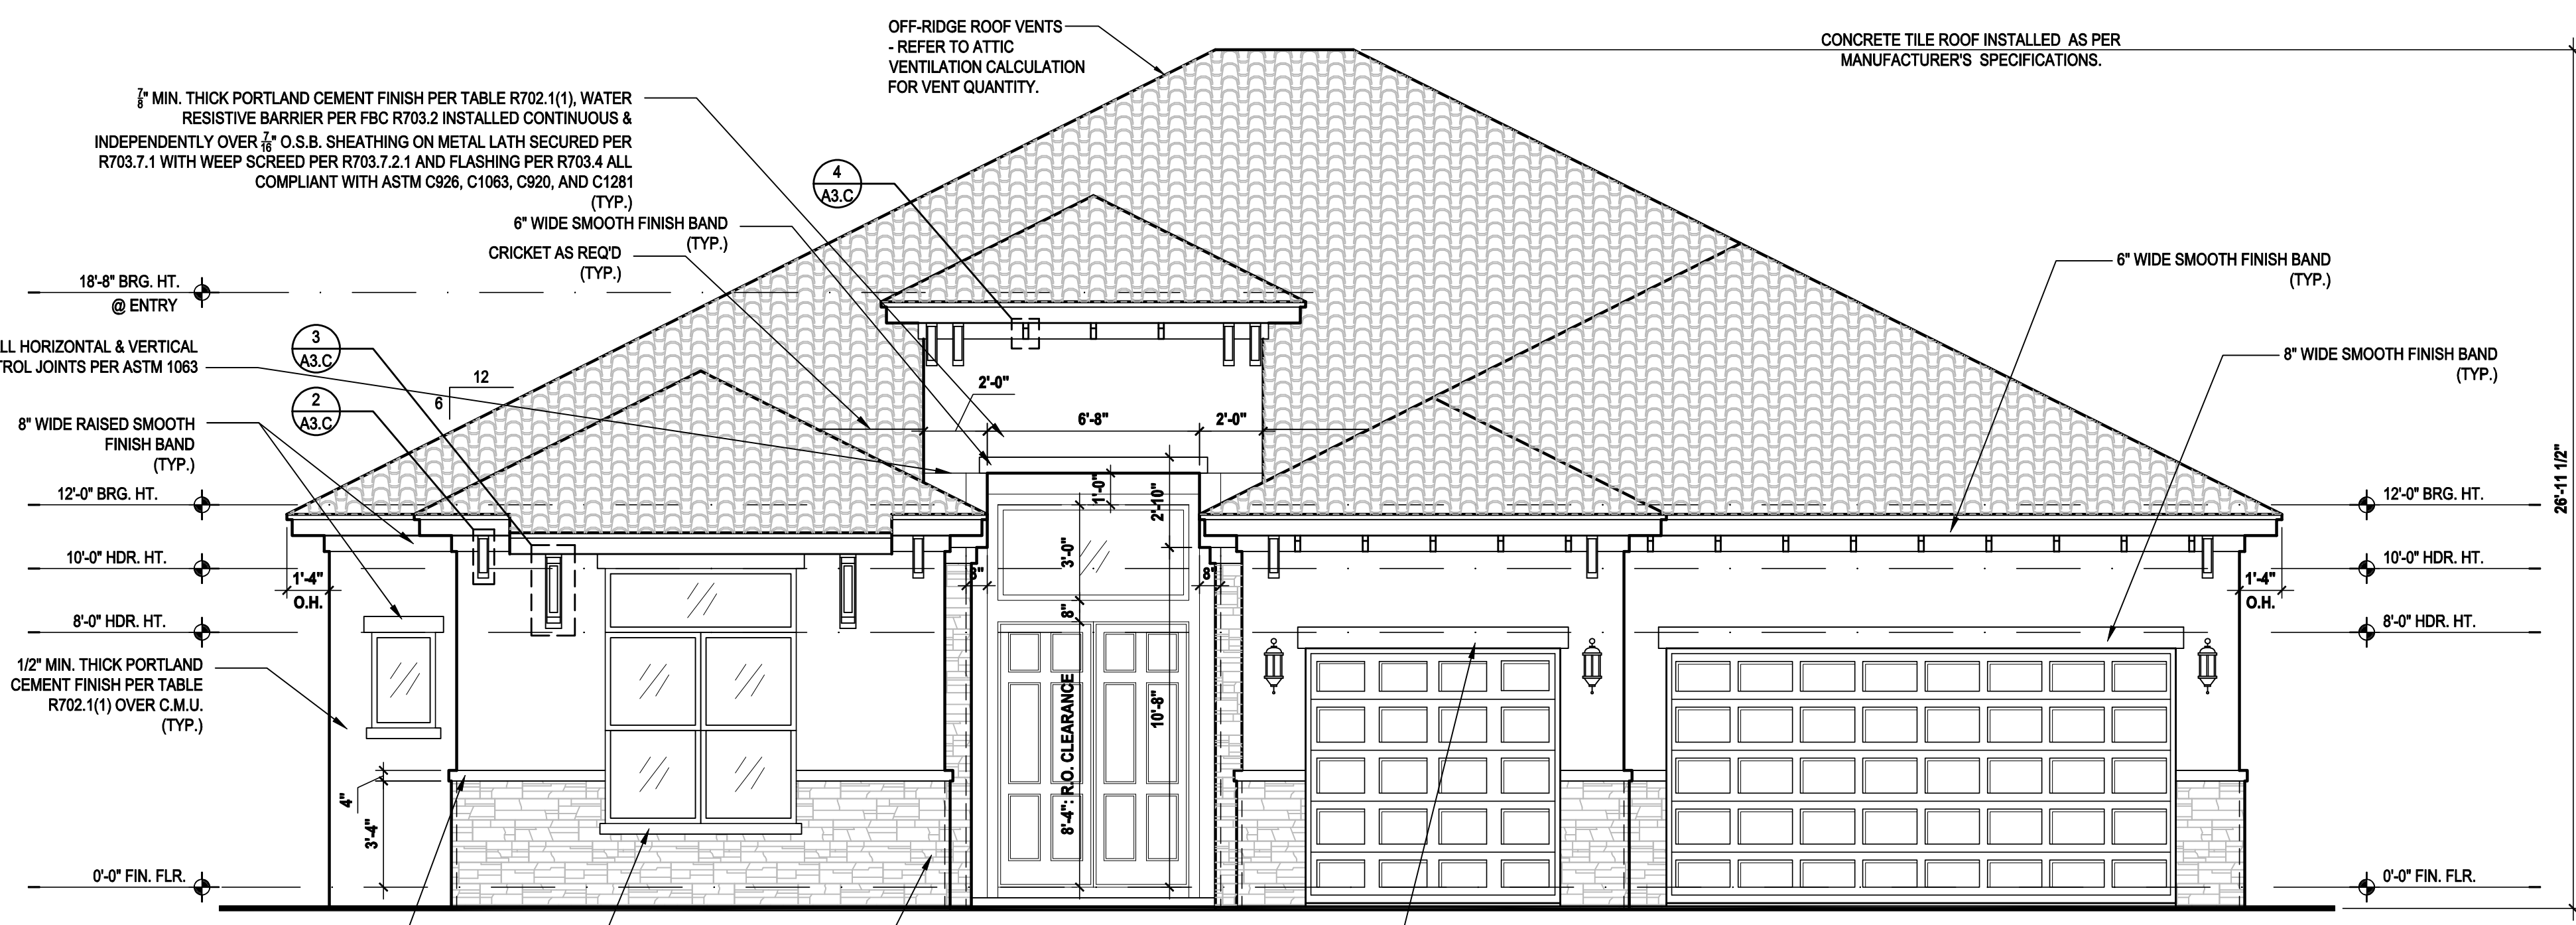 OFF-RIDGE ROOF VENTS
- REFER TO ATTIC
VENTILATION CALCULATION
FOR VENT QUANTITY.
CONCRETE TILE ROOF INSTALLED AS PER
MANUFACTURER'S SPECIFICATIONS.
7/8" MIN. THICK PORTLAND CEMENT FINISH PER TABLE R702.1(1), WATER
RESISTIVE BARRIER PER FBC R703.2 INSTALLED CONTINUOUS &
INDEPENDENTLY OVER 7/16" O.S.B. SHEATHING ON METAL LATH SECURED PER
R703.7.1 WITH WEEP SCREED PER R703.7.2.1 AND FLASHING PER R703.4 ALL
COMPLIANT WITH ASTM C926, C1063, C920, AND C1281
(TYP.)
4
A3.C
6" WIDE SMOOTH FINISH BAND
(TYP.)
CRICKET AS REQ'D
(TYP.)
18'-8" BRG. HT.
@ ENTRY
6" WIDE SMOOTH FINISH BAND
(TYP.)
3
A3.C
LL HORIZONTAL & VERTICAL
TROL JOINTS PER ASTM 1063
8" WIDE SMOOTH FINISH BAND
(TYP.)
12
6
2
A3.C
2'-0"
6'-8"
2'-0"
8" WIDE RAISED SMOOTH
FINISH BAND
(TYP.)
12'-0" BRG. HT.
12'-0" BRG. HT.
26'-11 1/2"
1'-0"
2'-10"
10'-0" HDR. HT.
10'-0" HDR. HT.
1'-4"
O.H.
3'-0"
8"
8"
1'-4"
O.H.
8'-0" HDR. HT.
8"
8'-0" HDR. HT.
1/2" MIN. THICK PORTLAND
CEMENT FINISH PER TABLE
R702.1(1) OVER C.M.U.
(TYP.)
8'-4": R.O. CLEARANCE
10'-8"
4"
3'-4"
0'-0" FIN. FLR.
0'-0" FIN. FLR.